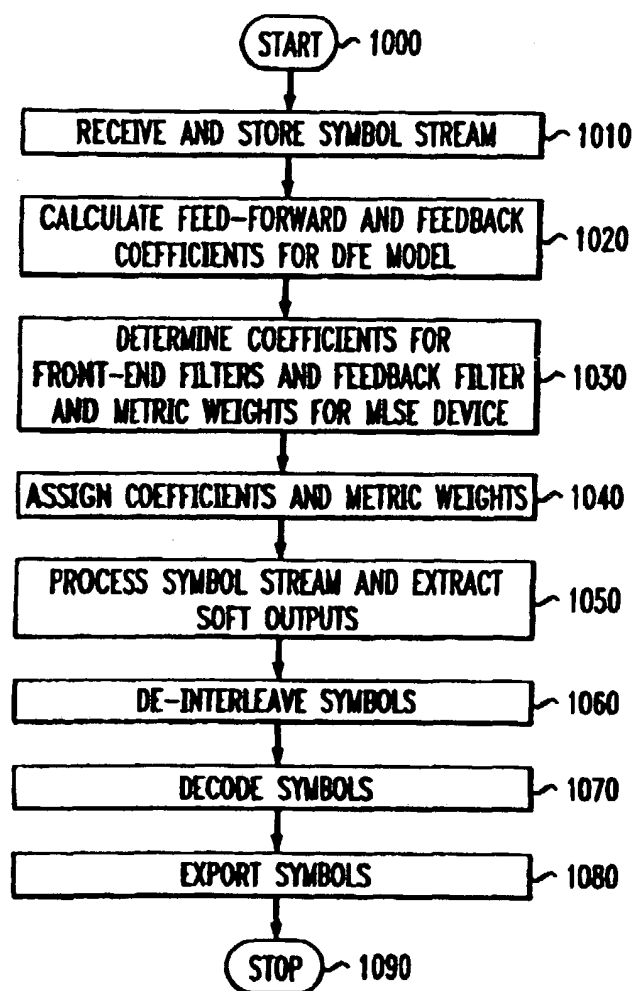 START 1000
RECEIVE AND STORE SYMBOL STREAM 1010
CALCULATE FEED-FORWARD AND FEEDBACK
COEFFICIENTS FOR DFE MODEL 1020
DETERMINE COEFFICIENTS FOR
FRONT-END FILTERS AND FEEDBACK FILTER 1030
AND METRIC WEIGHTS FOR MLSE DEVICE
ASSIGN COEFFICIENTS AND METRIC WEIGHTS 1040
PROCESS SYMBOL STREAM AND EXTRACT
SOFT OUTPUTS 1050
DE-INTERLEAVE SYMBOLS 1060
DECODE SYMBOLS 1070
EXPORT SYMBOLS 1080
STOP 1090